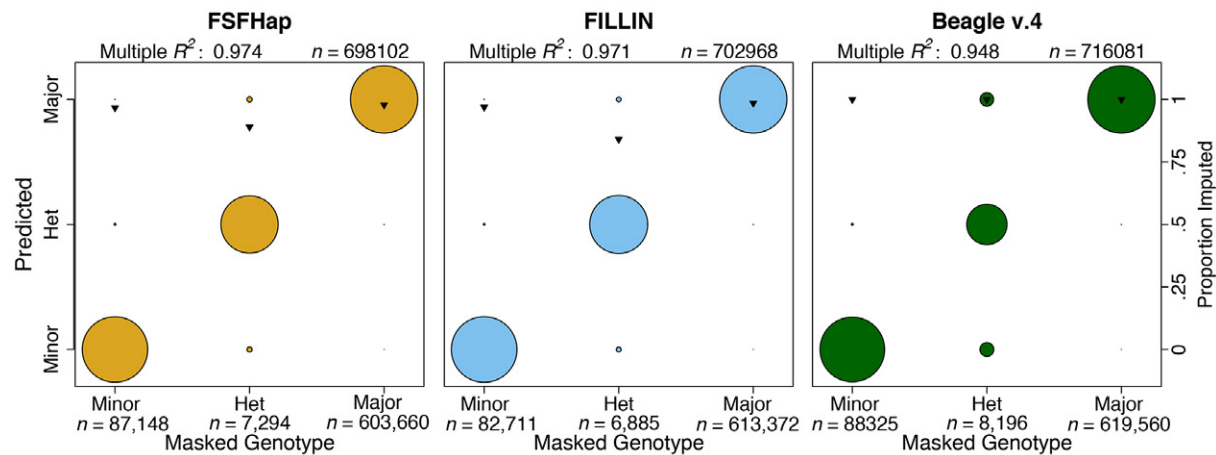 FSFHap
Multiple R²: 0.974 n = 698102
Predicted
Major
Het
Minor
Minor Het Major
n = 87,148 n = 7,294 n = 603,660
Masked Genotype
FILLIN
Multiple R²: 0.971 n = 702968
Minor Het Major
n = 82,711 n = 6,885 n = 613,372
Masked Genotype
Beagle v.4
Multiple R²: 0.948 n = 716081
Minor Het Major
n = 88325 n = 8,196 n = 619,560
Masked Genotype
1
.75
.5
.25
0
Proportion Imputed